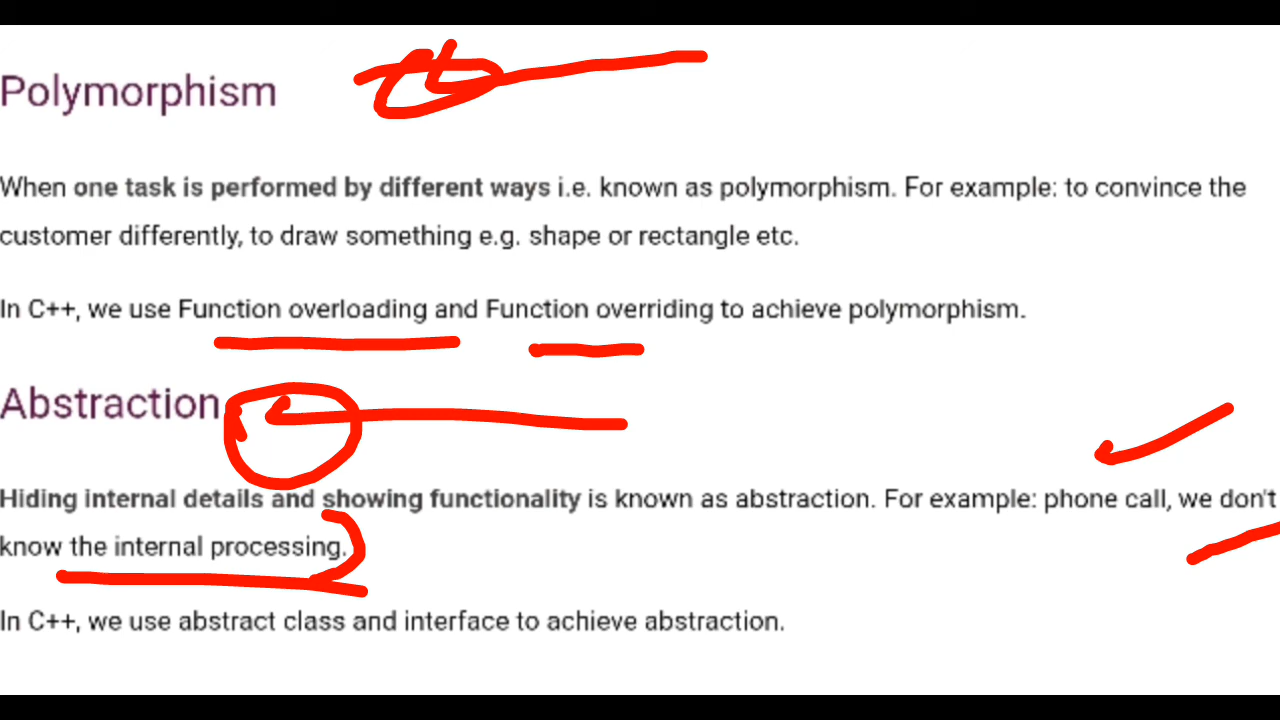 Polymorphism
When one task is performed by different ways i.e. known as polymorphism. For example: to convince the
customer differently, to draw something e.g. shape or rectangle etc.
In C++, we use Function overloading and Function overriding to achieve polymorphism.
Abstraction
Hiding internal details and showing functionality is known as abstraction. For example: phone call, we don't
know the internal processing.
In C++, we use abstract class and interface to achieve abstraction.